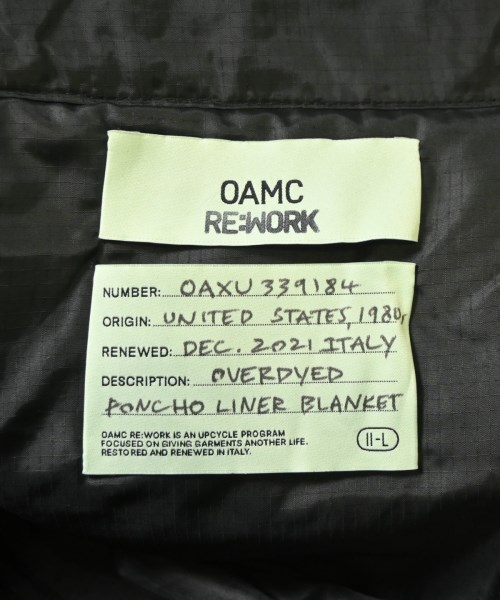 OAMC
RE:WORK
NUMBER: OAXU 339184
ORIGIN: UNITED STATES, 1980s
RENEWED: DEC. 2021 ITALY
DESCRIPTION: OVERDYED
PONCHO LINER BLANKET
OAMC RE:WORK IS AN UPCYCLE PROGRAM
FOCUSED ON GIVING GARMENTS ANOTHER LIFE.
RESTORED AND RENEWED IN ITALY.
II-L